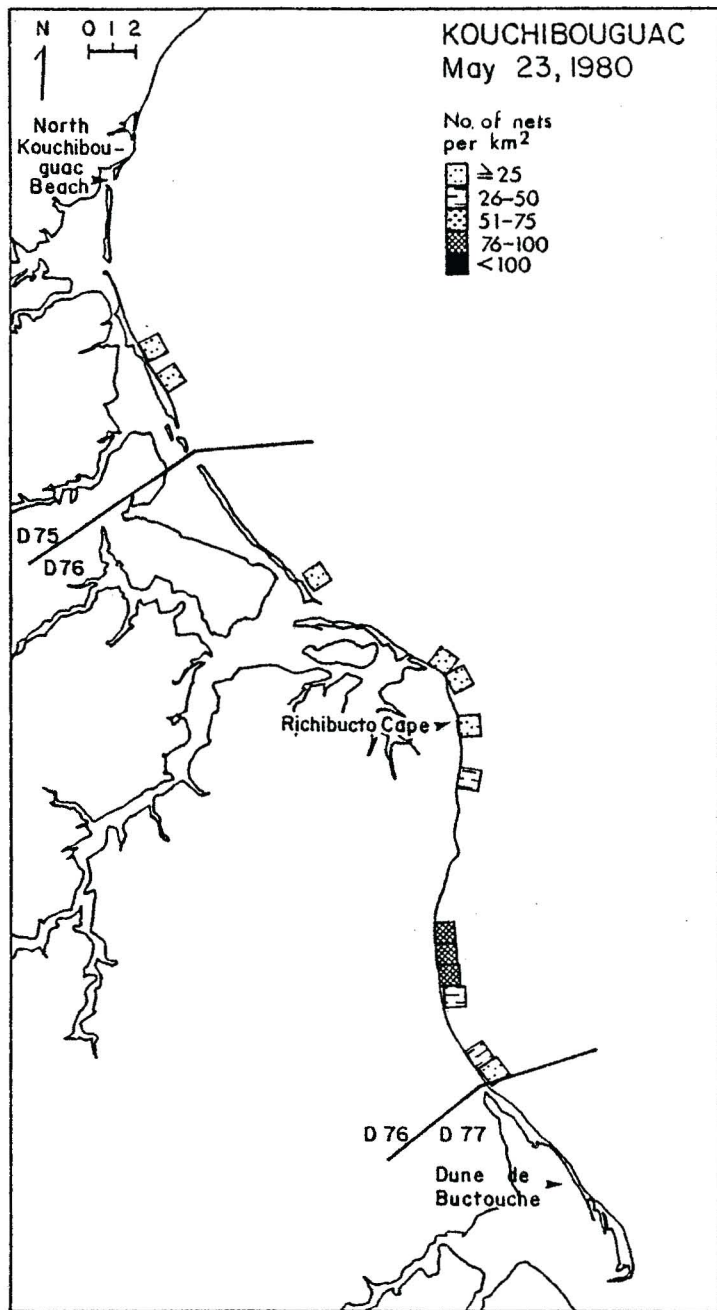 KOUCHIBOUGUAC
May 23, 1980
N 0 1 2
No. of nets
per km²
≧25
26-50
51-75
76-100
<100
North
Kouchibou-
guac
Beach
D75
D76
Richibucto Cape
D 76 D 77
Dune de
Buctouche